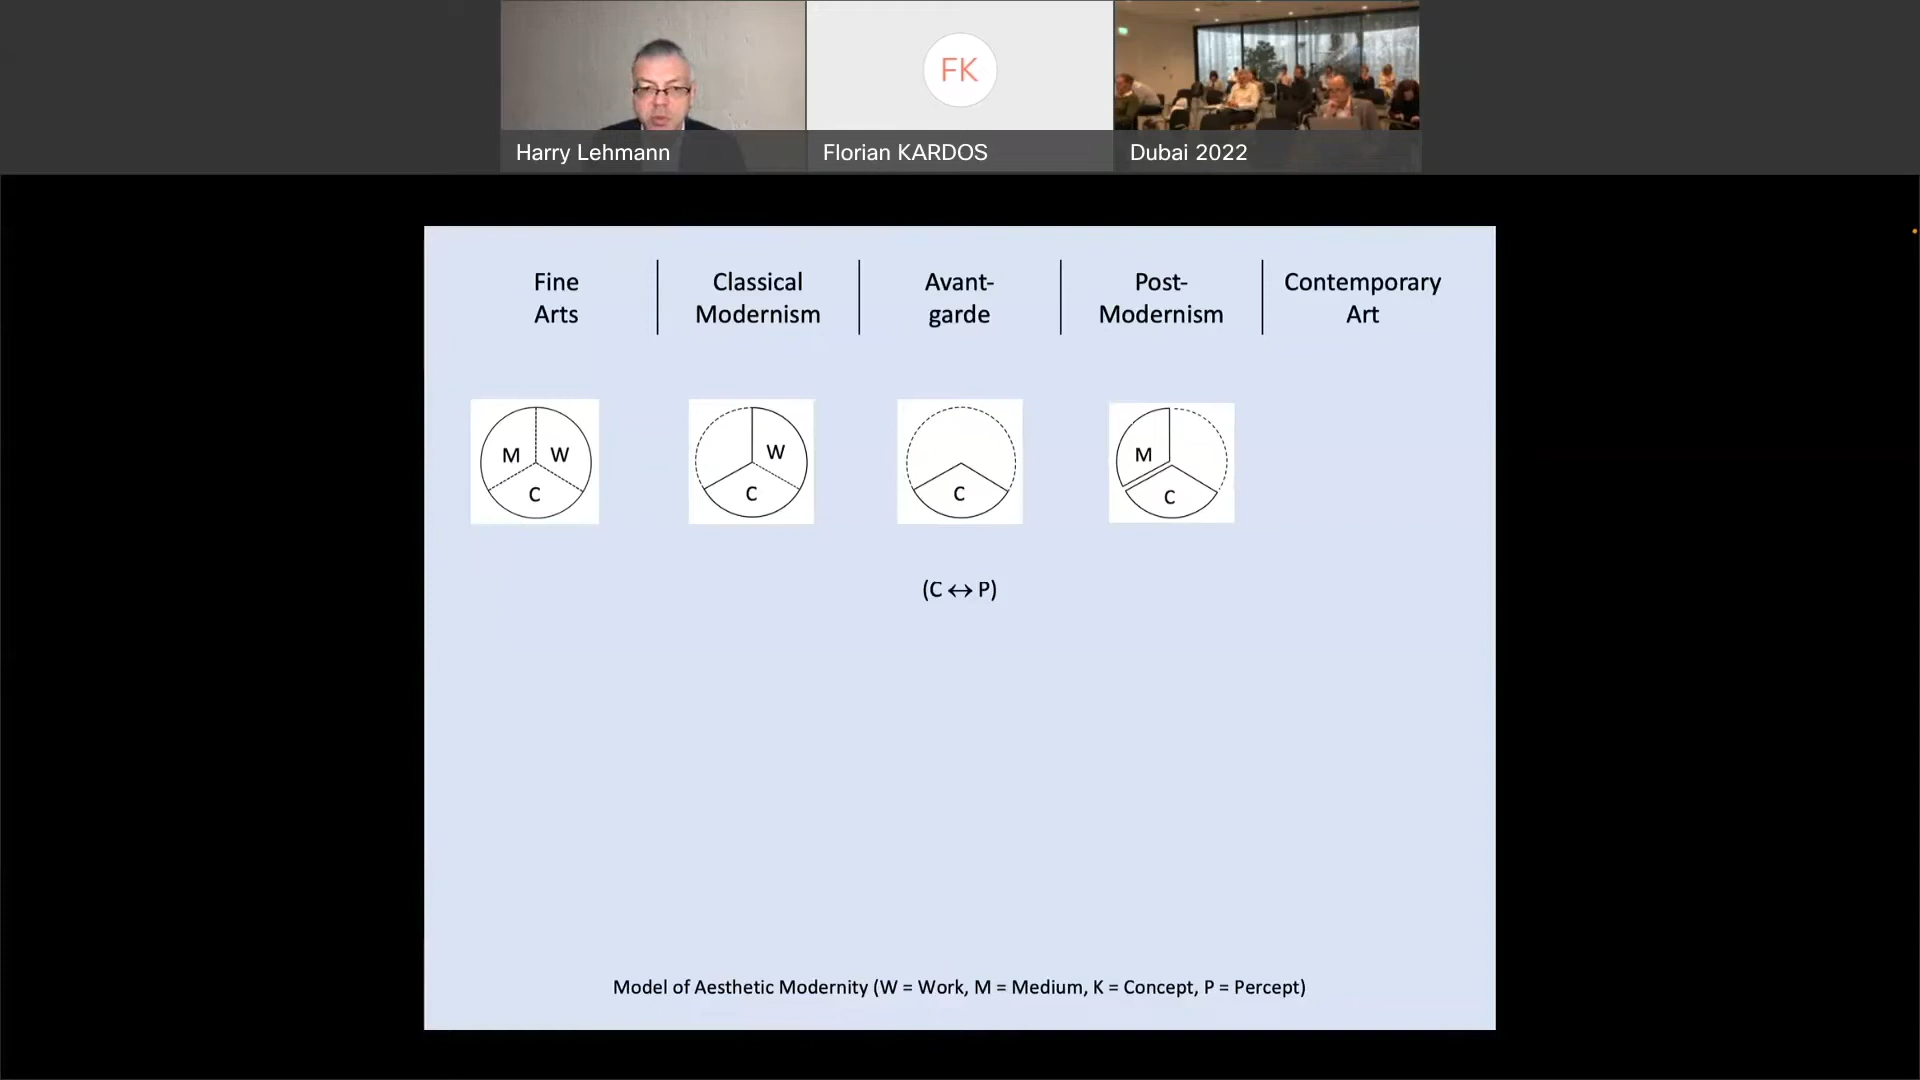 FK
Harry Lehmann
Florian KARDOS
Dubai 2022
Fine
Arts
Classical
Modernism
Avant-
garde
Post-
Modernism
Contemporary
Art
M W
C
W
C
C
M
C
(C ↔ P)
Model of Aesthetic Modernity (W = Work, M = Medium, K = Concept, P = Percept)